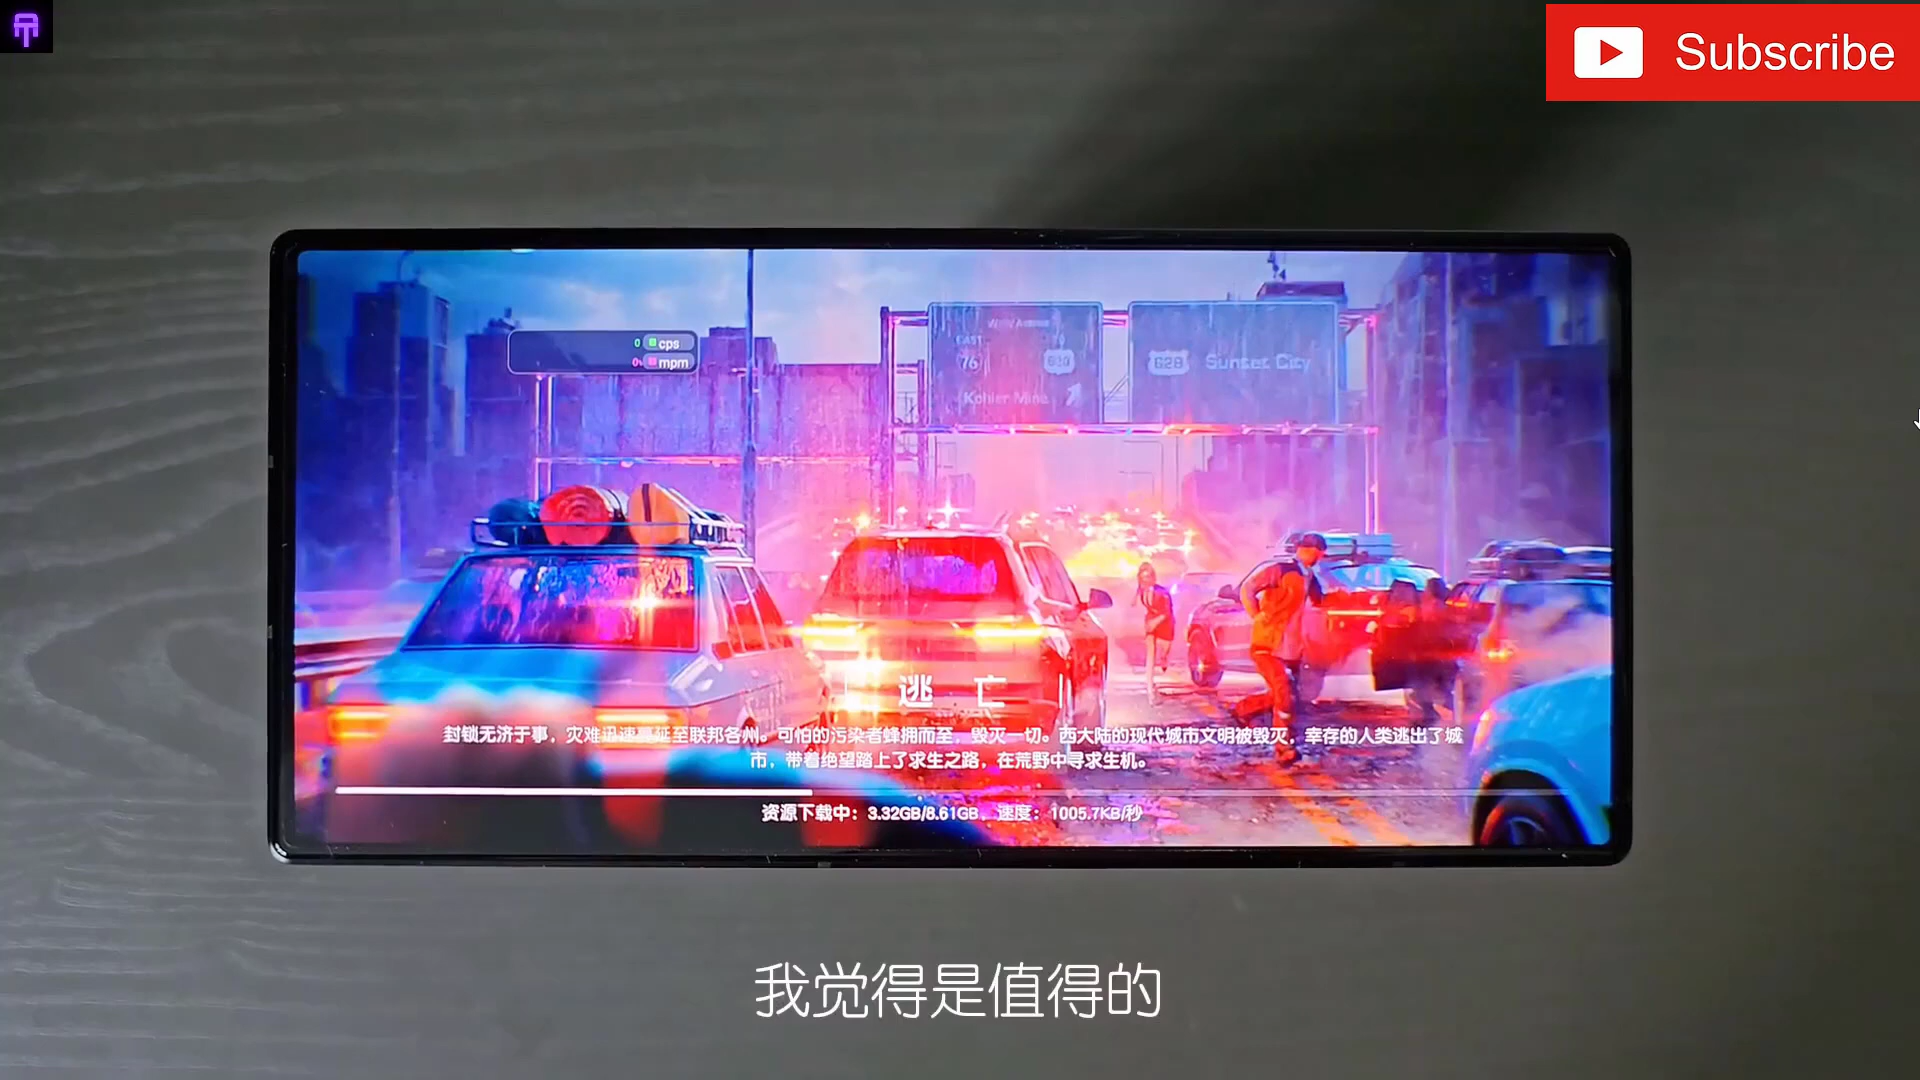 Subscribe
0 cps
0% mpm
EAST
76
Kohler Mine
628 Sunset City
逃 亡
封锁无济于事，灾难迅速蔓延至联邦各州。可怕的污染者蜂拥而至，毁灭一切。西大陆的现代城市文明被毁灭，幸存的人类逃出了城
市，带着绝望踏上了求生之路，在荒野中寻求生机。
资源下载中：3.32GB/8.61GB，速度：1005.7KB/秒
我觉得是值得的